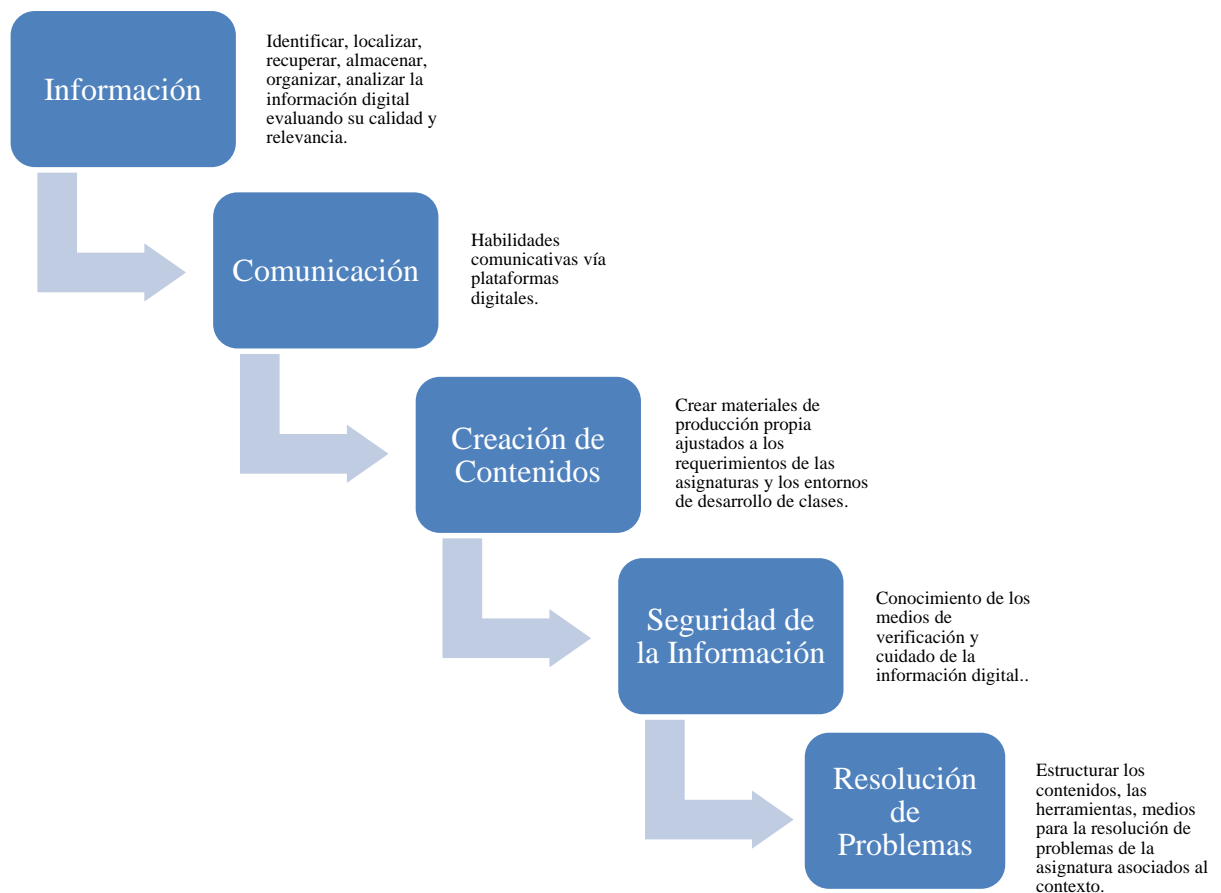 Información
Identificar, localizar,
recuperar, almacenar,
organizar, analizar la
información digital
evaluando su calidad y
relevancia.
Comunicación
Habilidades
comunicativas vía
plataformas
digitales.
Creación de
Contenidos
Crear materiales de
producción propia
ajustados a los
requerimientos de las
asignaturas y los entornos
de desarrollo de clases.
Seguridad de
la Información
Conocimiento de los
medios de
verificación y
cuidado de la
información digital..
Resolución
de
Problemas
Estructurar los
contenidos, las
herramientas, medios
para la resolución de
problemas de la
asignatura asociados al
contexto.